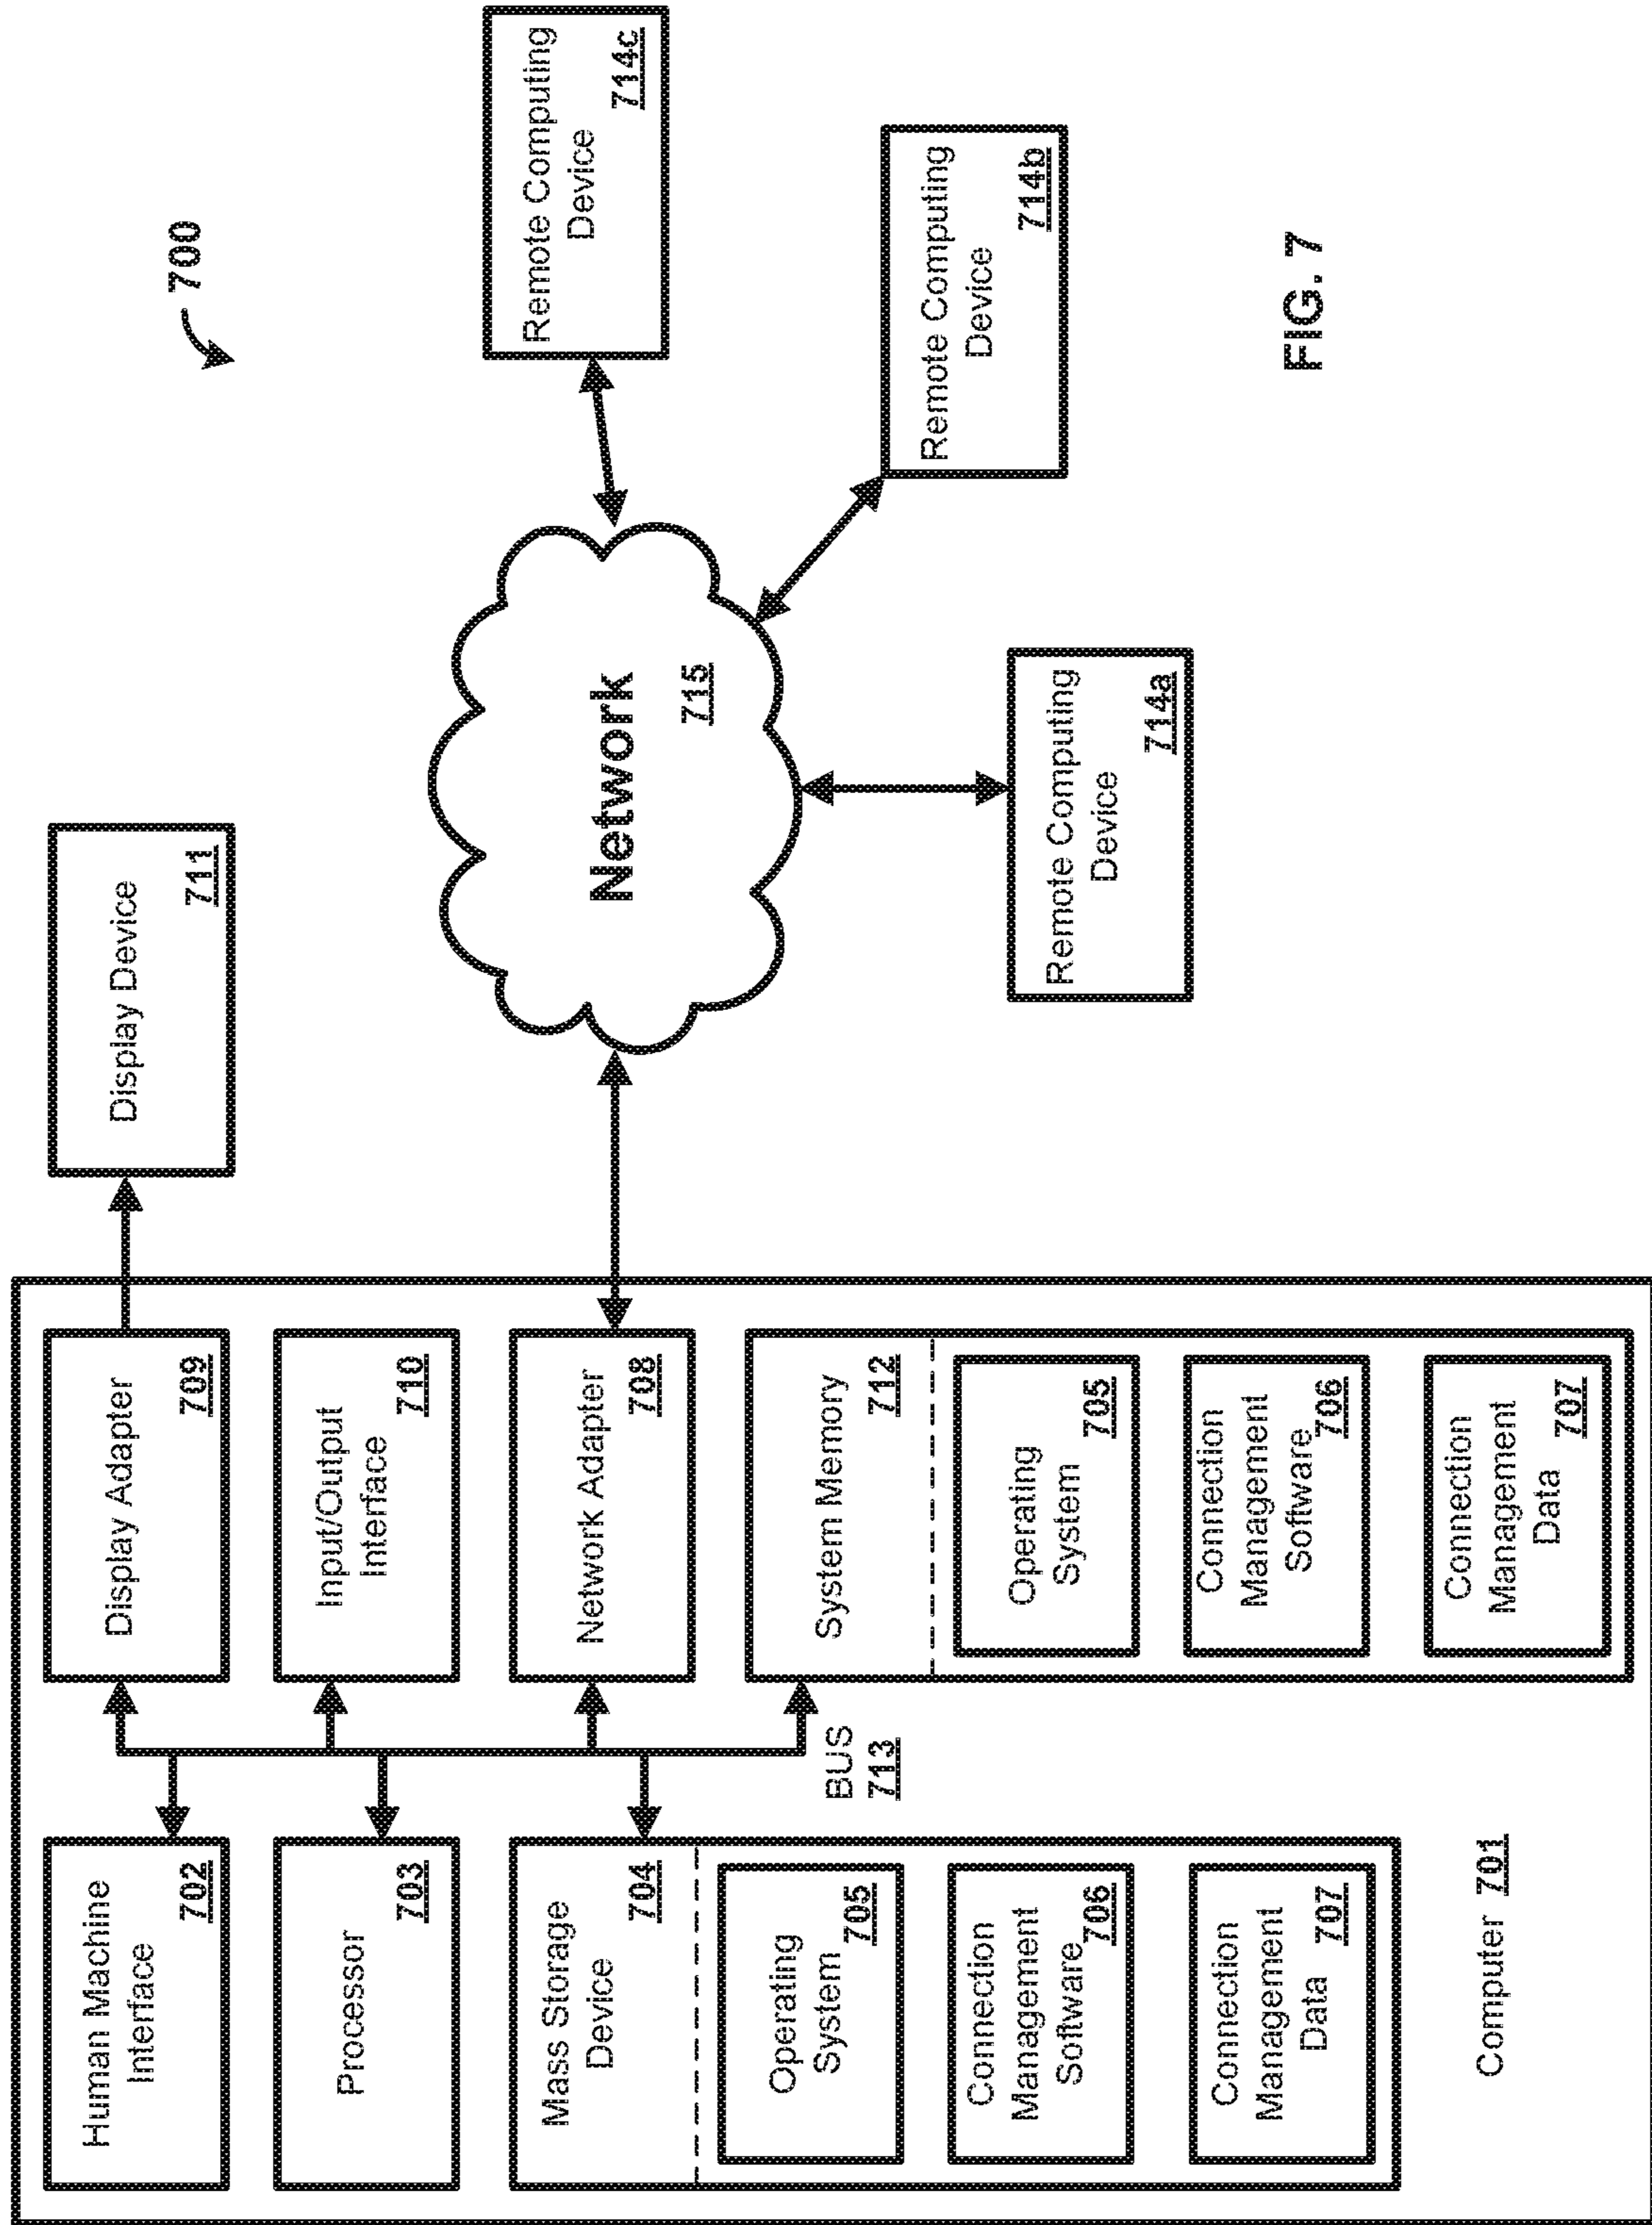 700
Human Machine
Interface
702
Processor
703
Mass Storage
Device
704
Operating
System
705
Connection
Management
Software
706
Connection
Management
Data
707
Computer 701
BUS
713
Display Adapter
709
Input/Output
Interface
710
Network Adapter
708
System Memory
712
Operating
System
705
Connection
Management
Software
706
Connection
Management
Data
707
Display Device
711
Network
715
Remote Computing
Device
714a
Remote Computing
Device
714b
Remote Computing
Device
714c
FIG. 7